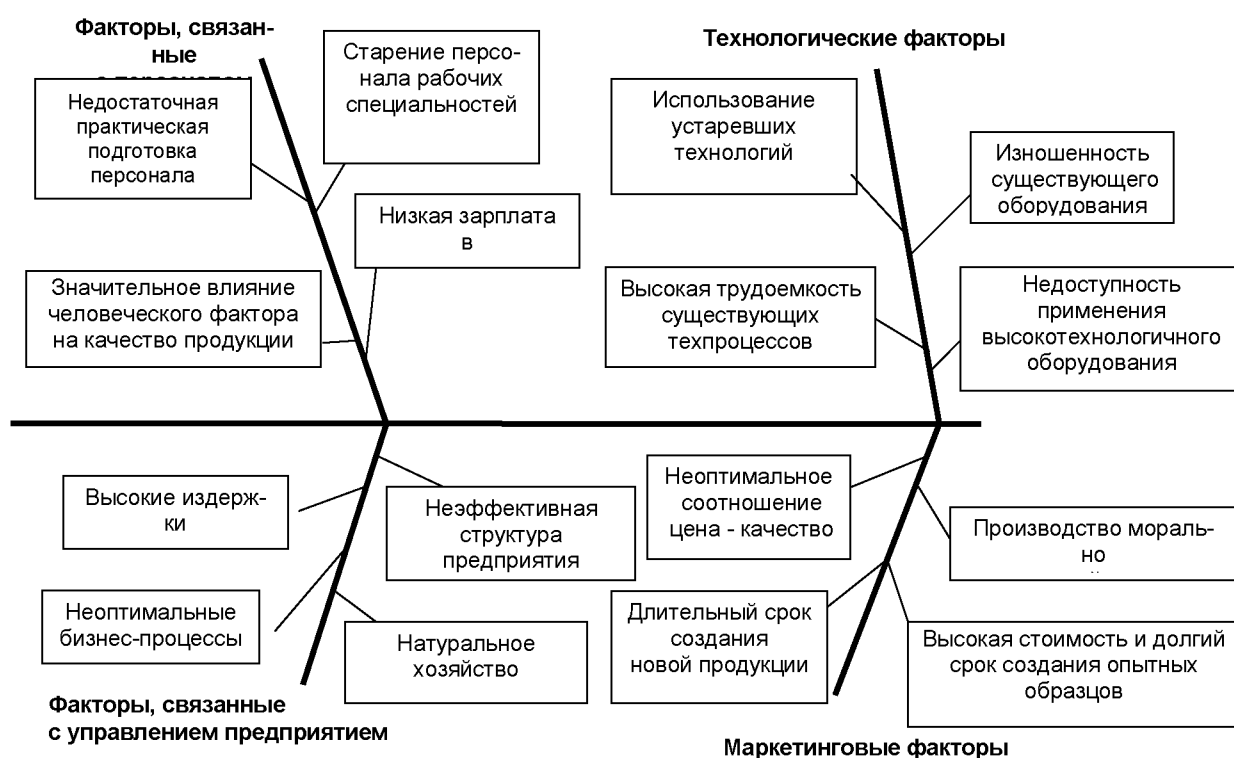 Факторы, связан-
ные
Старение персо-
нала рабочих
специальностей
Недостаточная
практическая
подготовка
персонала
Низкая зарплата
в
Значительное влияние
человеческого фактора
на качество продукции
Технологические факторы
Использование
устаревших
технологий
Изношенность
существующего
оборудования
Высокая трудоемкость
существующих
техпроцессов
Недоступность
применения
высокотехнологичного
оборудования
Высокие издерж-
ки
Неэффективная
структура
предприятия
Неоптимальные
бизнес-процессы
Натуральное
хозяйство
Факторы, связанные
с управлением предприятием
Неоптимальное
соотношение
цена - качество
Производство мораль-
но
Длительный срок
создания
новой продукции
Высокая стоимость и долгий
срок создания опытных
образцов
Маркетинговые факторы